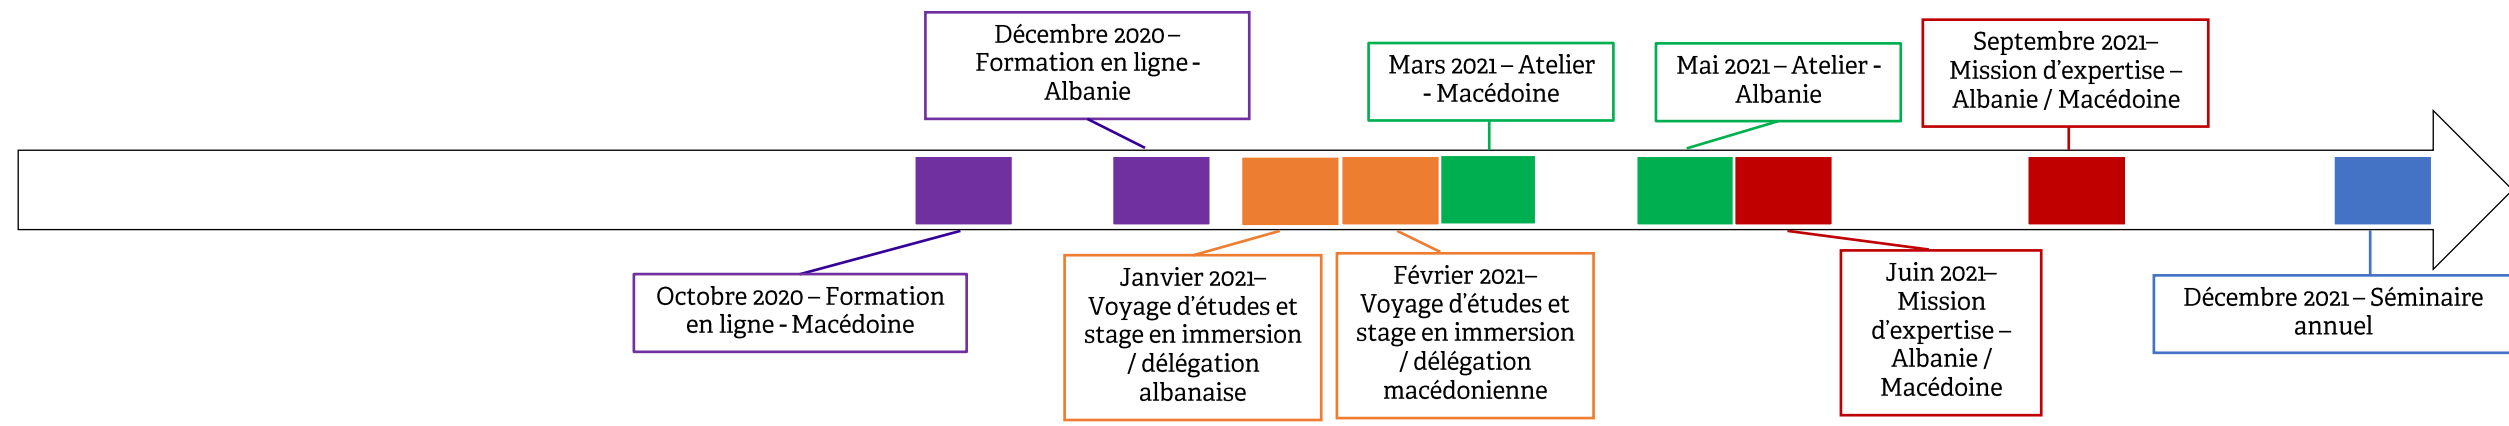 Décembre 2020 –
Formation en ligne -
Albanie
Mars 2021 – Atelier
- Macédoine
Mai 2021 – Atelier -
Albanie
Septembre 2021–
Mission d’expertise –
Albanie / Macédoine
Octobre 2020 – Formation
en ligne - Macédoine
Janvier 2021–
Voyage d’études et
stage en immersion
/ délégation
albanaise
Février 2021–
Voyage d’études et
stage en immersion
/ délégation
macédonienne
Juin 2021–
Mission
d’expertise –
Albanie /
Macédoine
Décembre 2021 – Séminaire
annuel